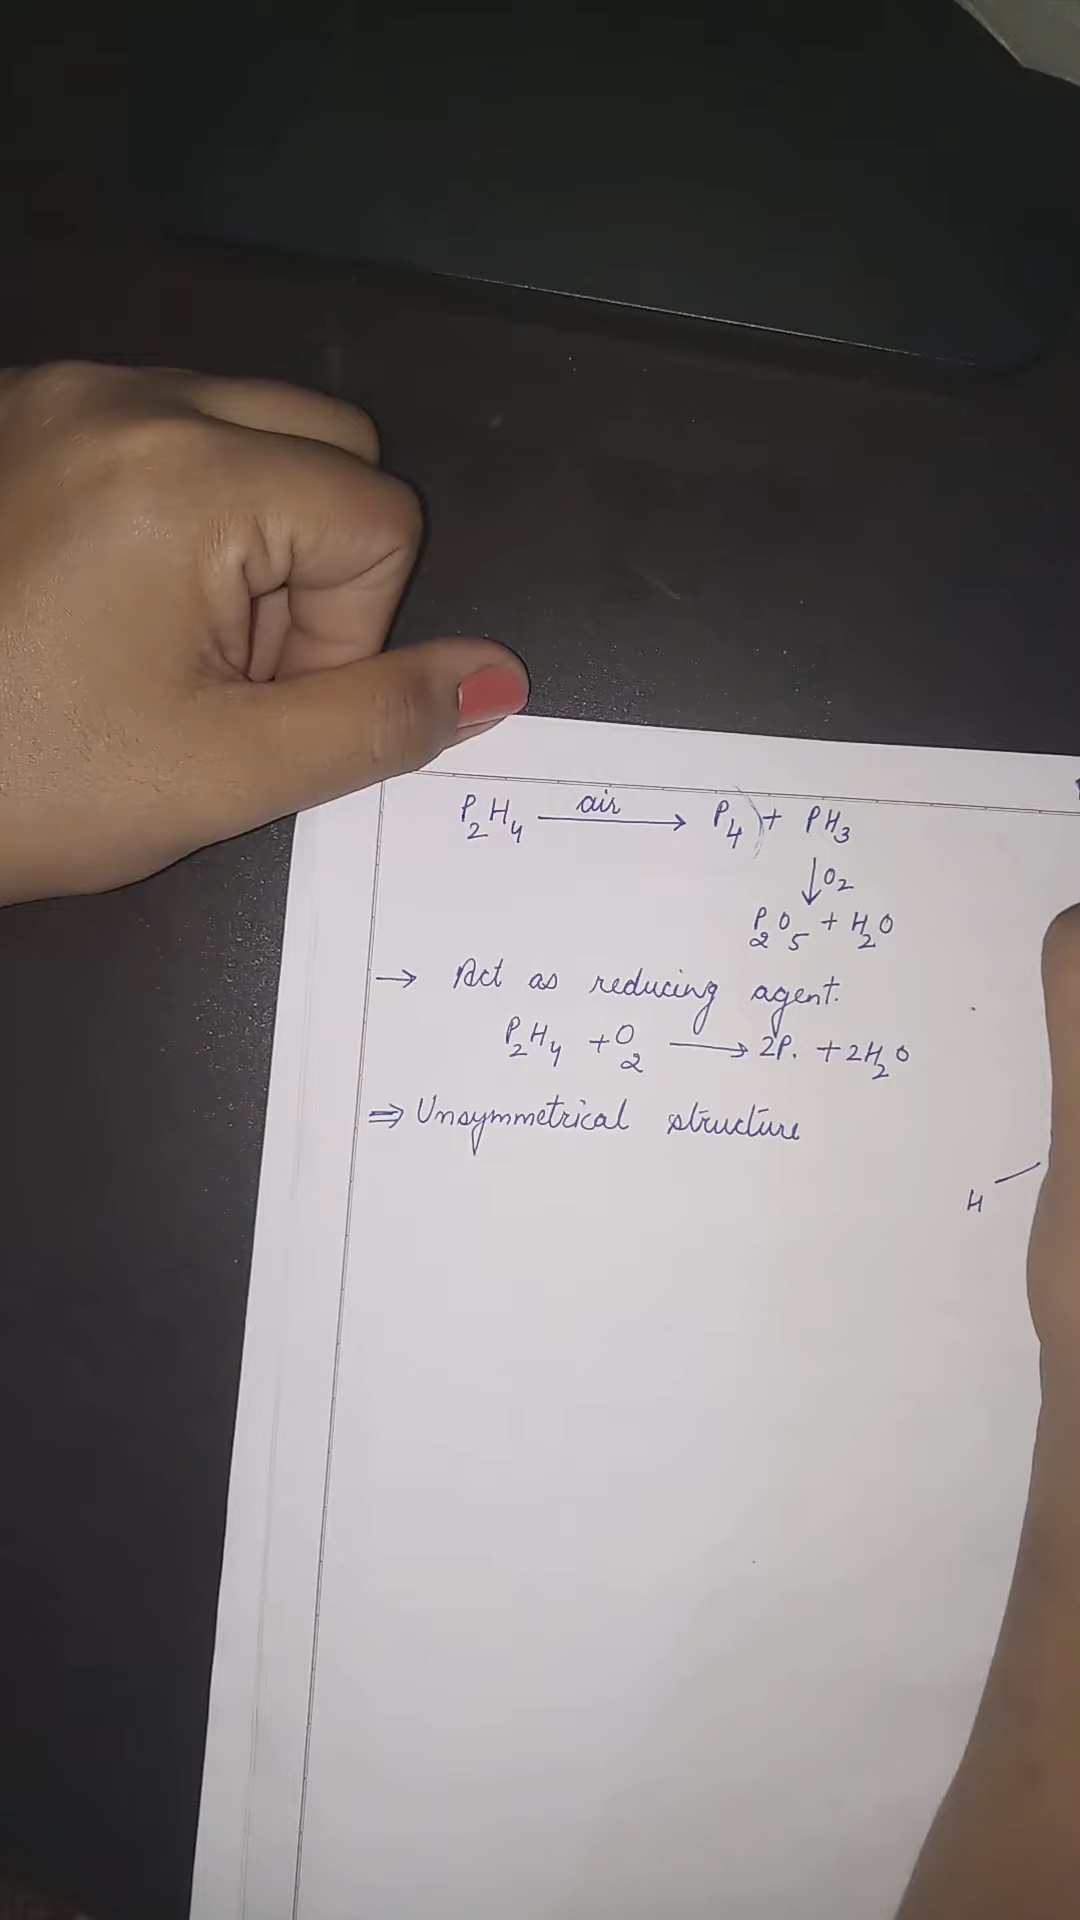 P₂H₄ —air→ P₄ + PH₃
↓O₂
P₂O₅ + H₂O
→ Act as reducing agent.
P₂H₄ + O₂ → 2P. + 2H₂O
⇒ Unsymmetrical structure
H